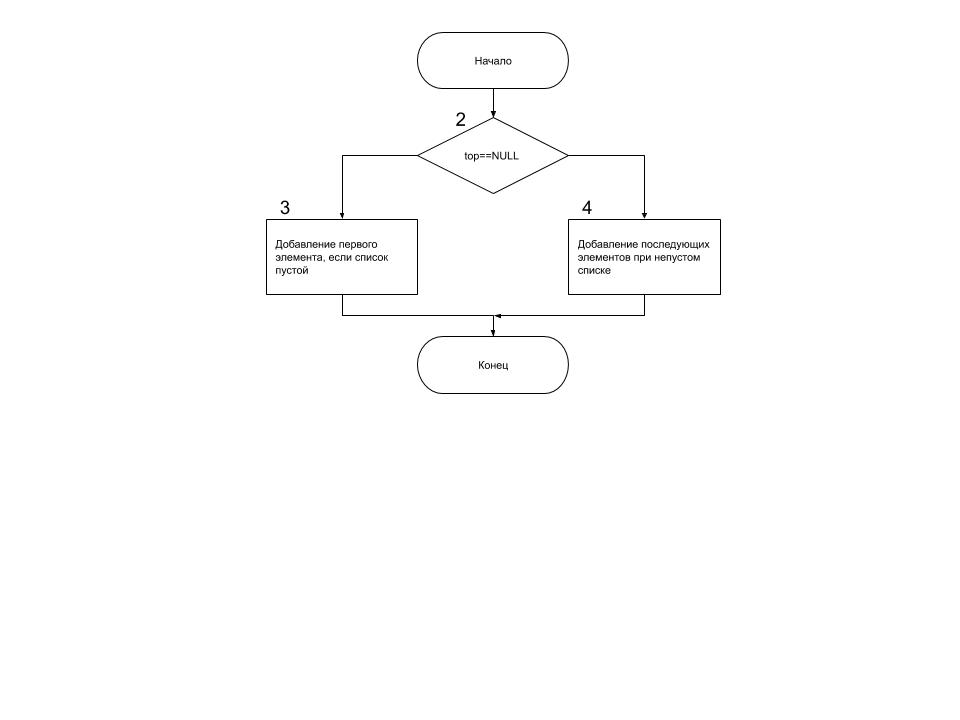 Начало
2
top==NULL
3
4
Добавление первого
элемента, если список
пустой
Добавление последующих
элементов при непустом
списке
Конец